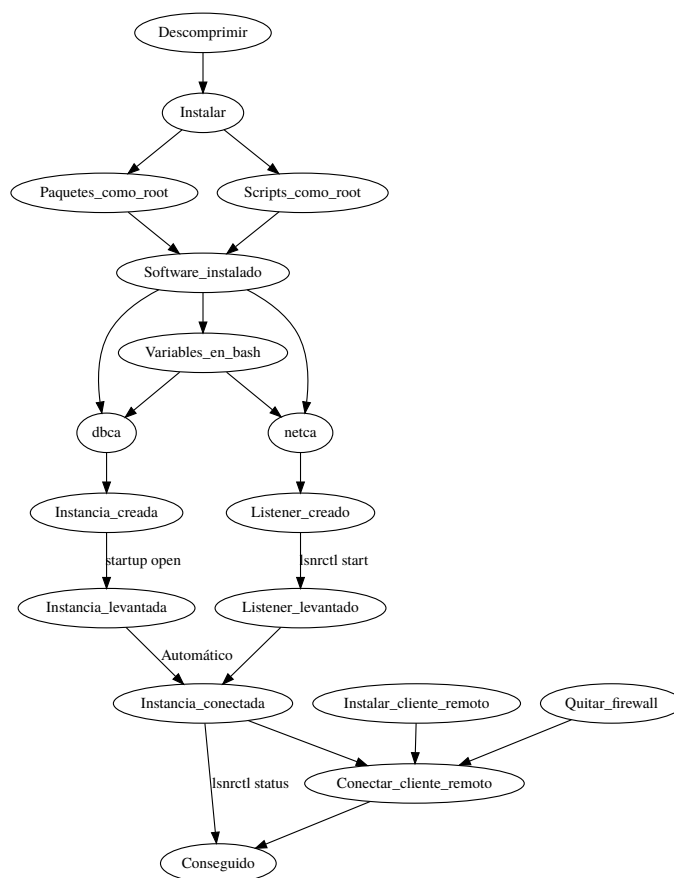 Descomprimir
Instalar
Paquetes_como_root
Scripts_como_root
Software_instalado
Variables_en_bash
dbca
netca
Instancia_creada
Listener_creado
startup open
lsnrctl start
Instancia_levantada
Listener_levantado
Automático
Instancia_conectada
Instalar_cliente_remoto
Quitar_firewall
lsnrctl status
Conectar_cliente_remoto
Conseguido